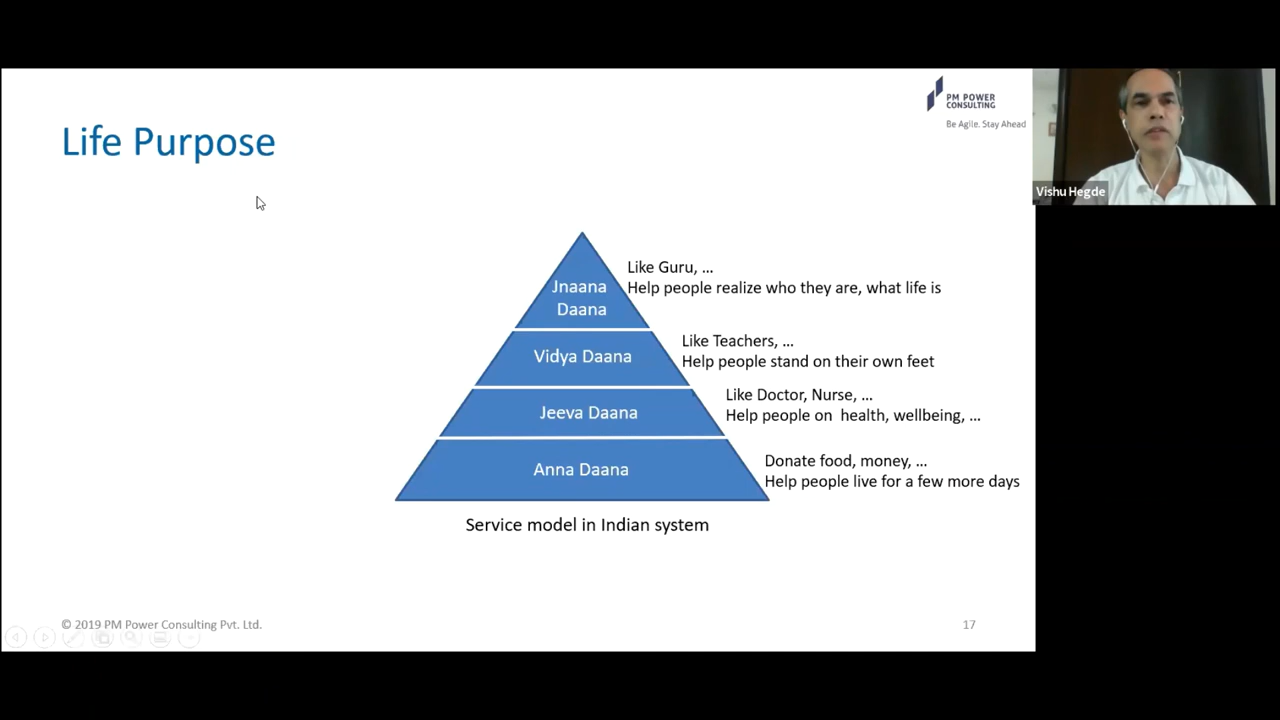 PM POWER
CONSULTING
Be Agile. Stay Ahead
Life Purpose
Vishu Hegde
Jnaana
Daana
Like Guru, ...
Help people realize who they are, what life is
Vidya Daana
Like Teachers, ...
Help people stand on their own feet
Jeeva Daana
Like Doctor, Nurse, ...
Help people on health, wellbeing, ...
Anna Daana
Donate food, money, ...
Help people live for a few more days
Service model in Indian system
© 2019 PM Power Consulting Pvt. Ltd.
17